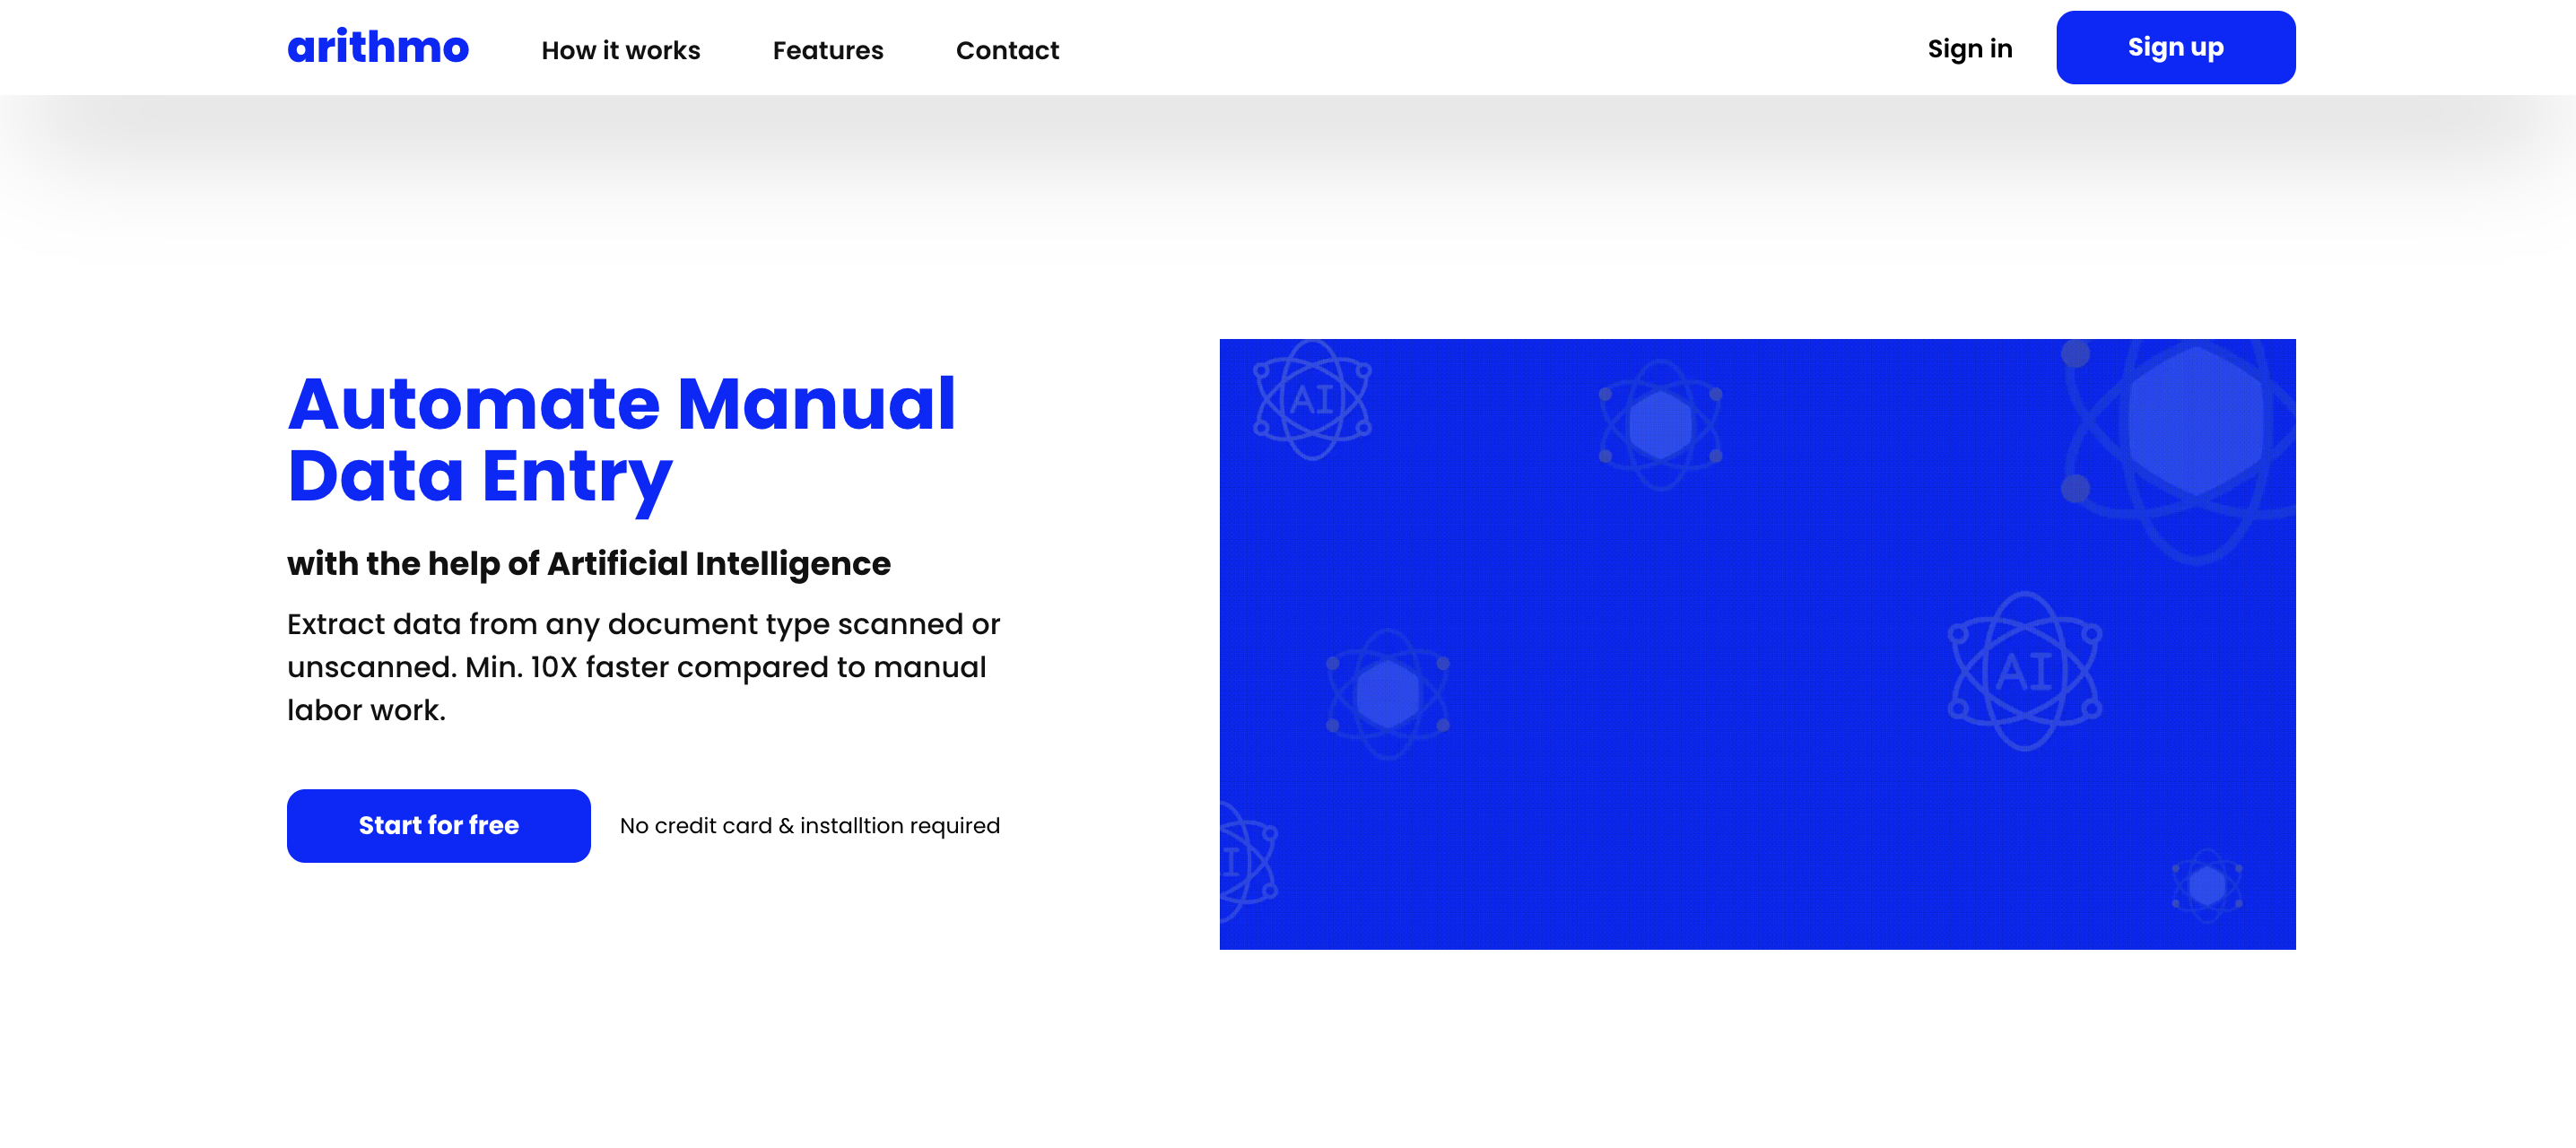 arithmo
How it works
Features
Contact
Sign in
Sign up
Automate Manual
Data Entry
with the help of Artificial Intelligence
Extract data from any document type scanned or
unscanned. Min. 10X faster compared to manual
labor work.
Start for free
No credit card & installtion required
AI
AI
I